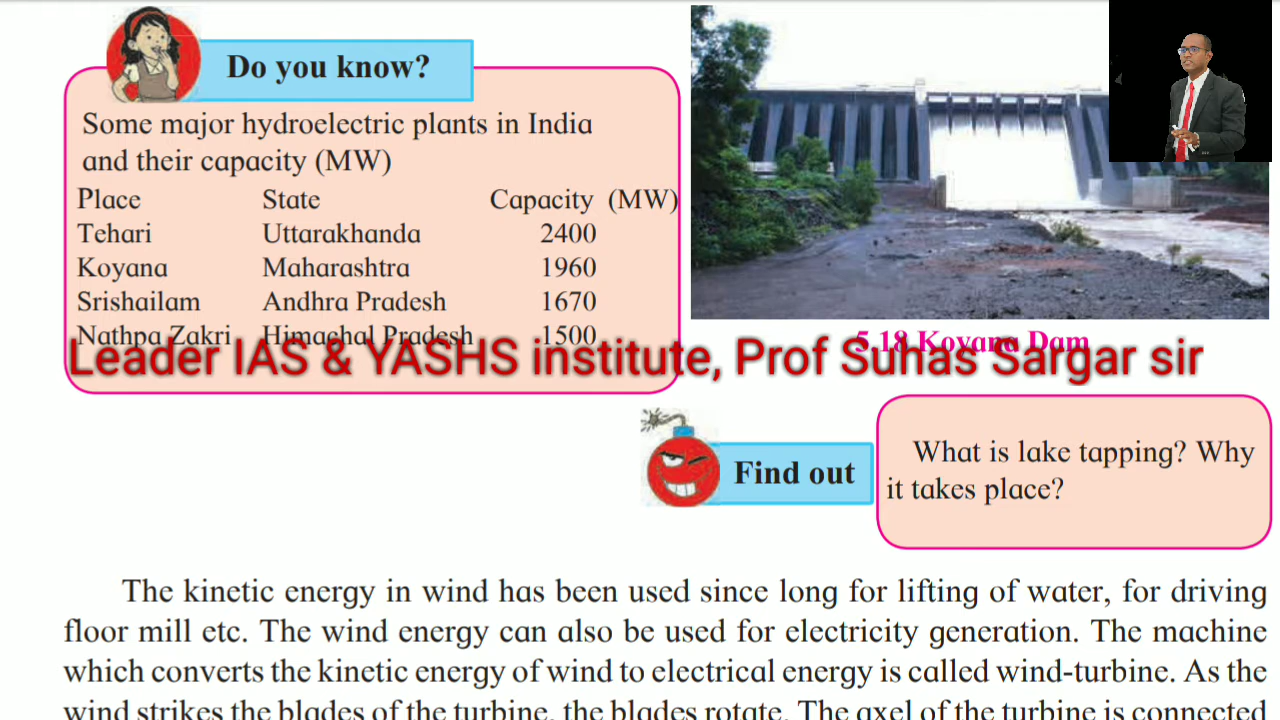 Do you know?
Some major hydroelectric plants in India
and their capacity (MW)
Place State Capacity (MW)
Tehari Uttarakhanda 2400
Koyana Maharashtra 1960
Srishailam Andhra Pradesh 1670
Nathpa Zakri Himachal Pradesh 1500
5.18 Koyana Dam
Leader IAS & YASHS institute, Prof Suhas Sargar sir
Find out
What is lake tapping? Why
it takes place?
The kinetic energy in wind has been used since long for lifting of water, for driving
floor mill etc. The wind energy can also be used for electricity generation. The machine
which converts the kinetic energy of wind to electrical energy is called wind-turbine. As the
wind strikes the blades of the turbine, the blades rotate. The axel of the turbine is connected